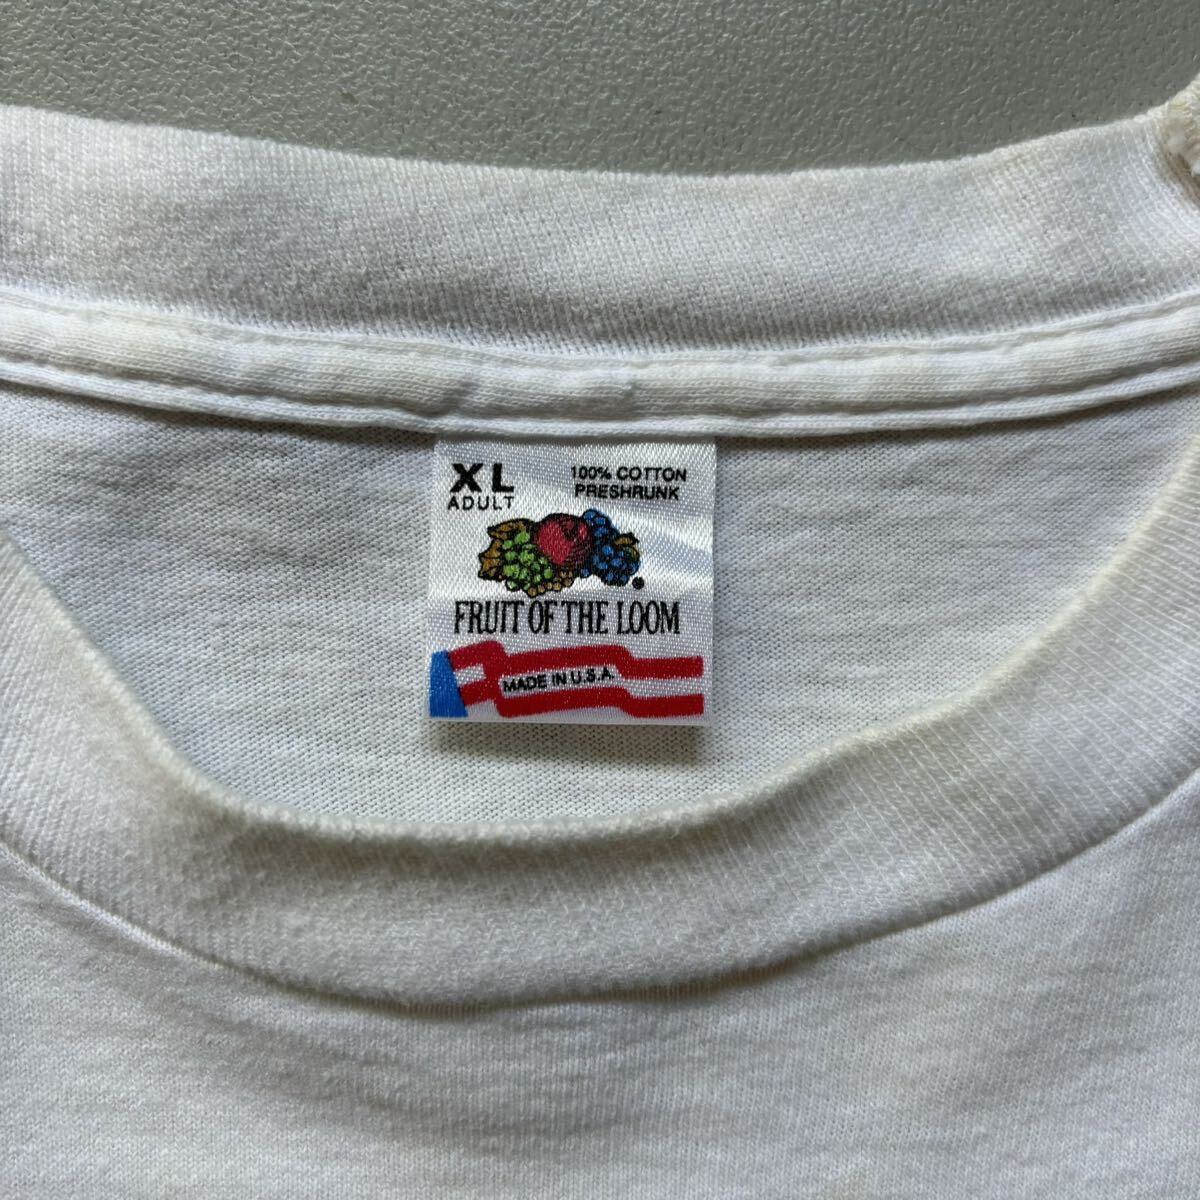 XL
ADULT
100% COTTON
PRESHRUNK
®
FRUIT OF THE LOOM
MADE IN U.S.A.